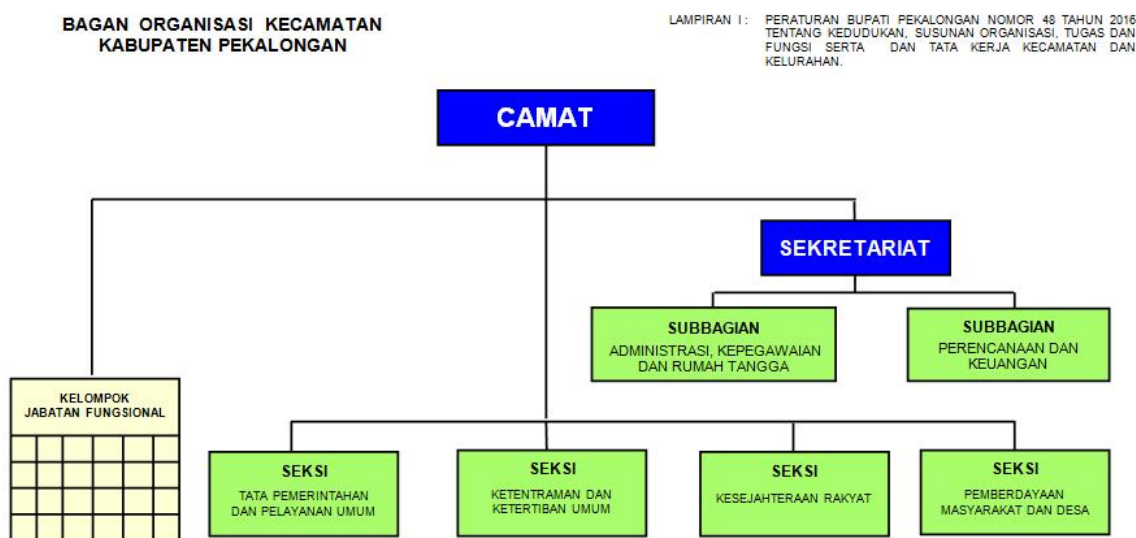 BAGAN ORGANISASI KECAMATAN
KABUPATEN PEKALONGAN
LAMPIRAN I : PERATURAN BUPATI PEKALONGAN NOMOR 48 TAHUN 2016
TENTANG KEDUDUKAN, SUSUNAN ORGANISASI, TUGAS DAN
FUNGSI SERTA DAN TATA KERJA KECAMATAN DAN
KELURAHAN.
CAMAT
SEKRETARIAT
SUBBAGIAN
ADMINISTRASI, KEPEGAWAIAN
DAN RUMAH TANGGA
SUBBAGIAN
PERENCANAAN DAN
KEUANGAN
KELOMPOK
JABATAN FUNGSIONAL
SEKSI
TATA PEMERINTAHAN
DAN PELAYANAN UMUM
SEKSI
KETENTRAMAN DAN
KETERTIBAN UMUM
SEKSI
KESEJAHTERAAN RAKYAT
SEKSI
PEMBERDAYAAN
MASYARAKAT DAN DESA